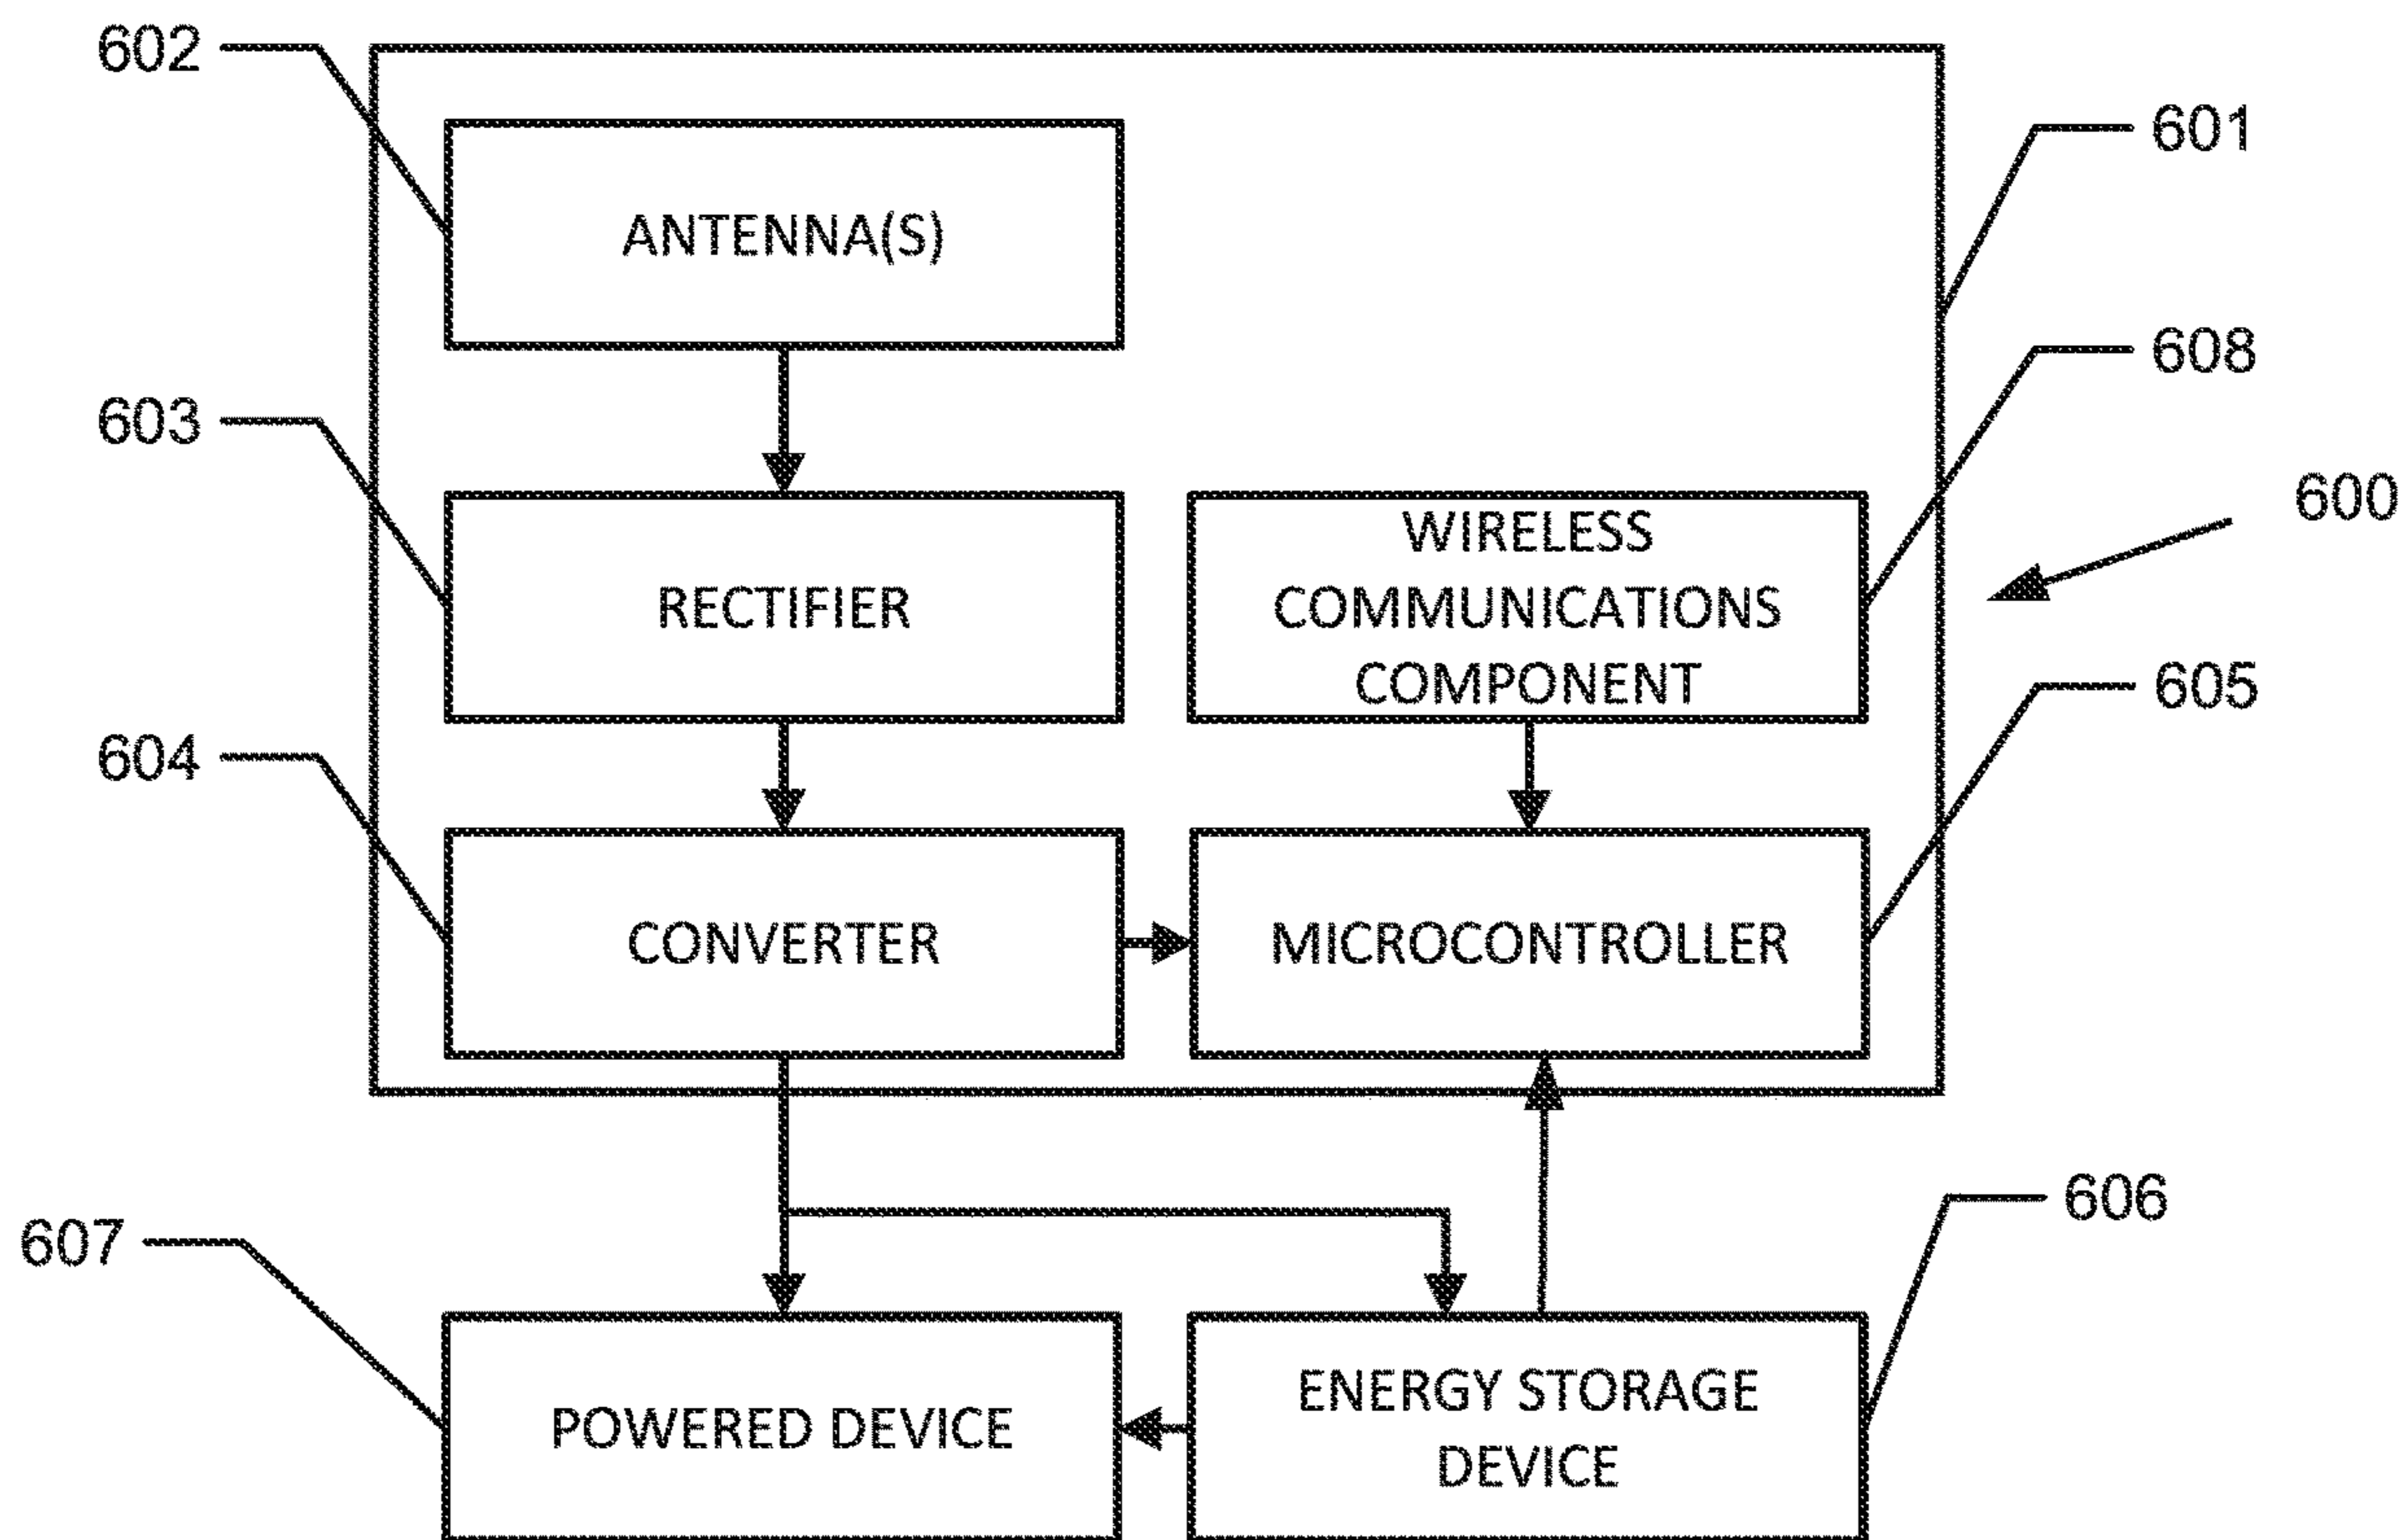 602
601
ANTENNA(S)
608
603
WIRELESS
COMMUNICATIONS
COMPONENT
600
RECTIFIER
605
604
CONVERTER
MICROCONTROLLER
606
607
POWERED DEVICE
ENERGY STORAGE
DEVICE